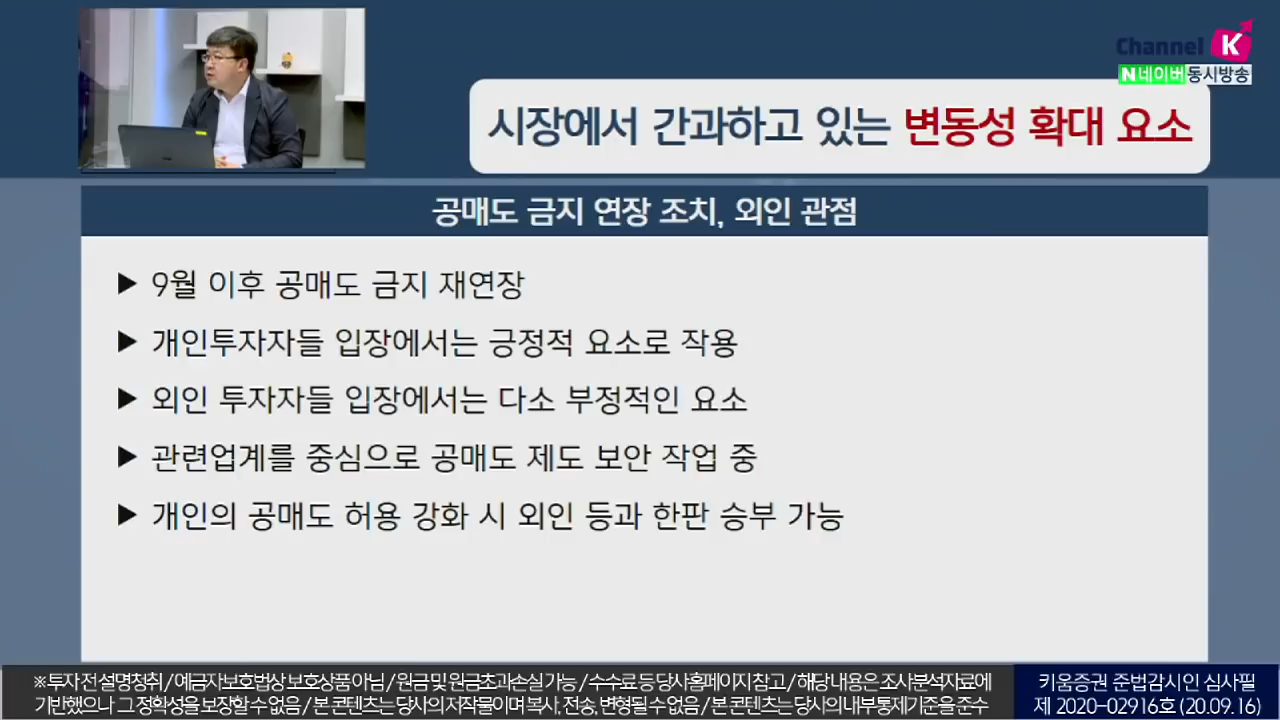 Channel K
N네이버 동시방송
시장에서 간과하고 있는 변동성 확대 요소
공매도 금지 연장 조치, 외인 관점
▶ 9월 이후 공매도 금지 재연장
▶ 개인투자자들 입장에서는 긍정적 요소로 작용
▶ 외인 투자자들 입장에서는 다소 부정적인 요소
▶ 관련업계를 중심으로 공매도 제도 보안 작업 중
▶ 개인의 공매도 허용 강화 시 외인 등과 한판 승부 가능
※ 투자 전 설명청취 / 예금자보호법상 보호상품 아님 / 원금 및 원금초과손실 가능 / 수수료 등 당사홈페이지 참고 / 해당 내용은 조사분석자료에
기반했으나 그 정확성을 보장할 수 없음 / 본 콘텐츠는 당사의 저작물이며 복사, 전송, 변형될 수 없음 / 본 콘텐츠는 당사의 내부통제기준을 준수
키움증권 준법감시인 심사필
제 2020-02916호 (20.09.16)